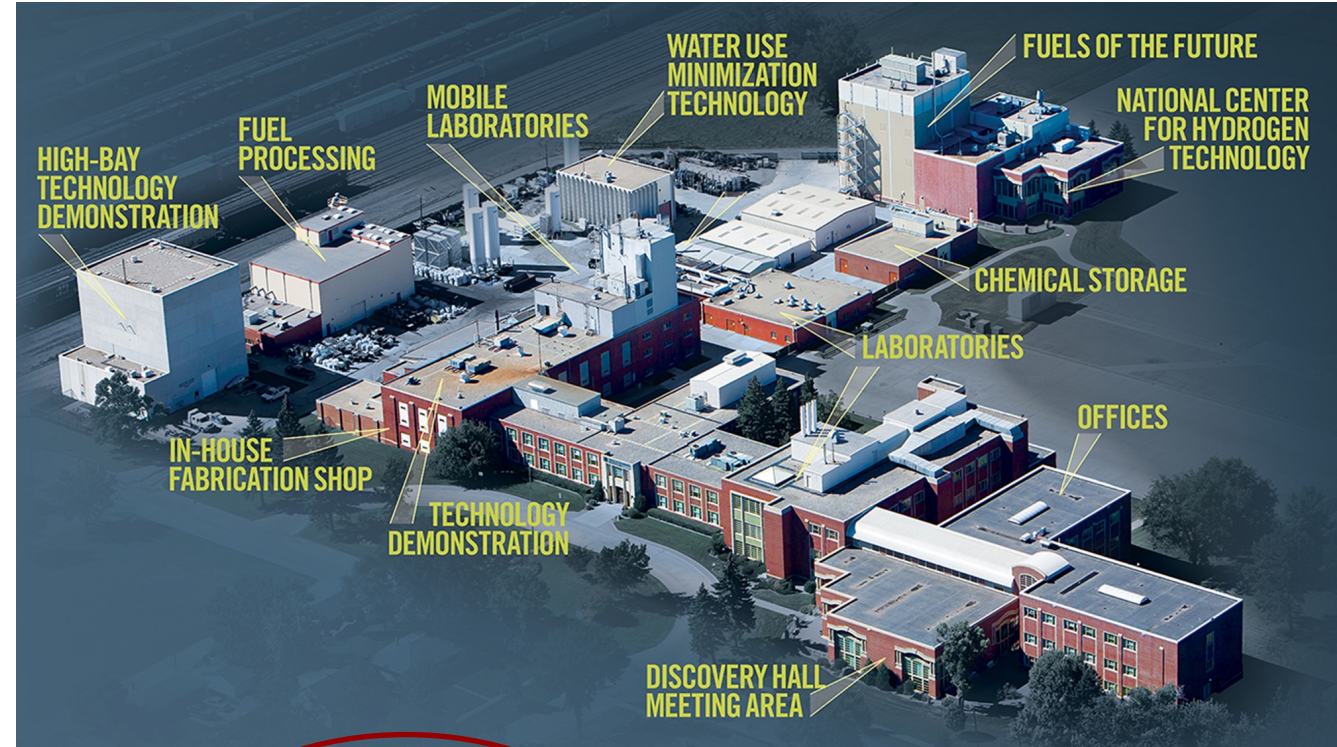 WATER USE
MINIMIZATION
TECHNOLOGY
FUELS OF THE FUTURE
MOBILE
LABORATORIES
NATIONAL CENTER
FOR HYDROGEN
TECHNOLOGY
FUEL
PROCESSING
HIGH-BAY
TECHNOLOGY
DEMONSTRATION
CHEMICAL STORAGE
LABORATORIES
OFFICES
IN-HOUSE
FABRICATION SHOP
TECHNOLOGY
DEMONSTRATION
DISCOVERY HALL
MEETING AREA